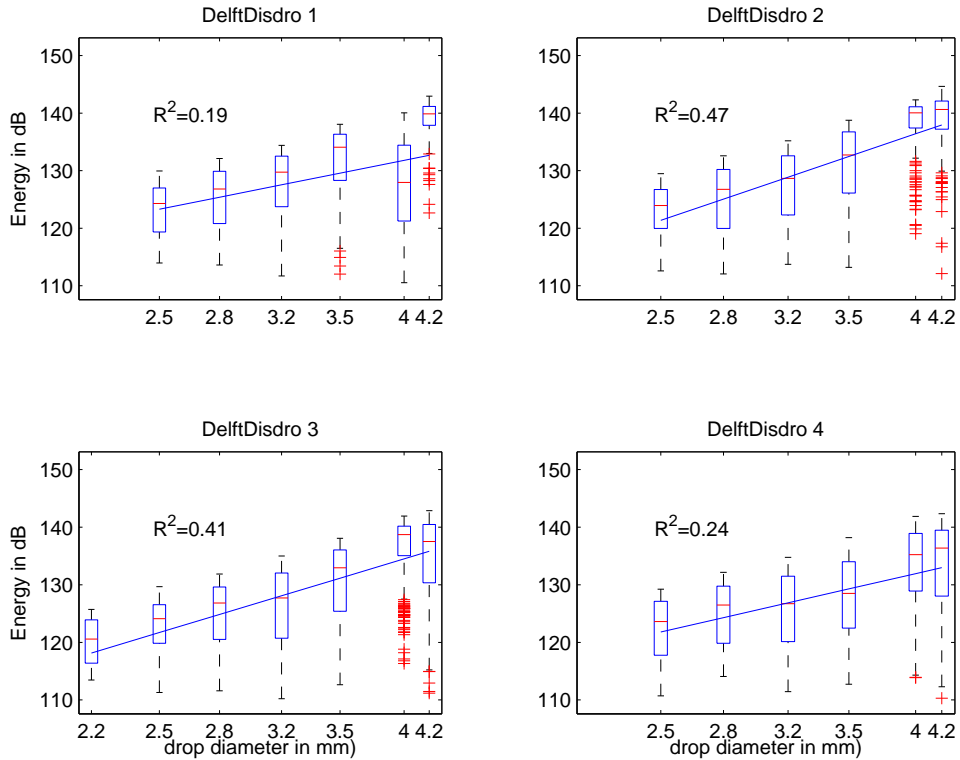 DelftDisdro 1
150
140
130
120
110
Energy in dB
R²=0.19
2.5 2.8 3.2 3.5 4 4.2
DelftDisdro 2
150
140
130
120
110
R²=0.47
2.5 2.8 3.2 3.5 4 4.2
DelftDisdro 3
150
140
130
120
110
Energy in dB
R²=0.41
2.2 2.5 2.8 3.2 3.5 4 4.2
drop diameter in mm)
DelftDisdro 4
150
140
130
120
110
R²=0.24
2.5 2.8 3.2 3.5 4 4.2
drop diameter in mm)